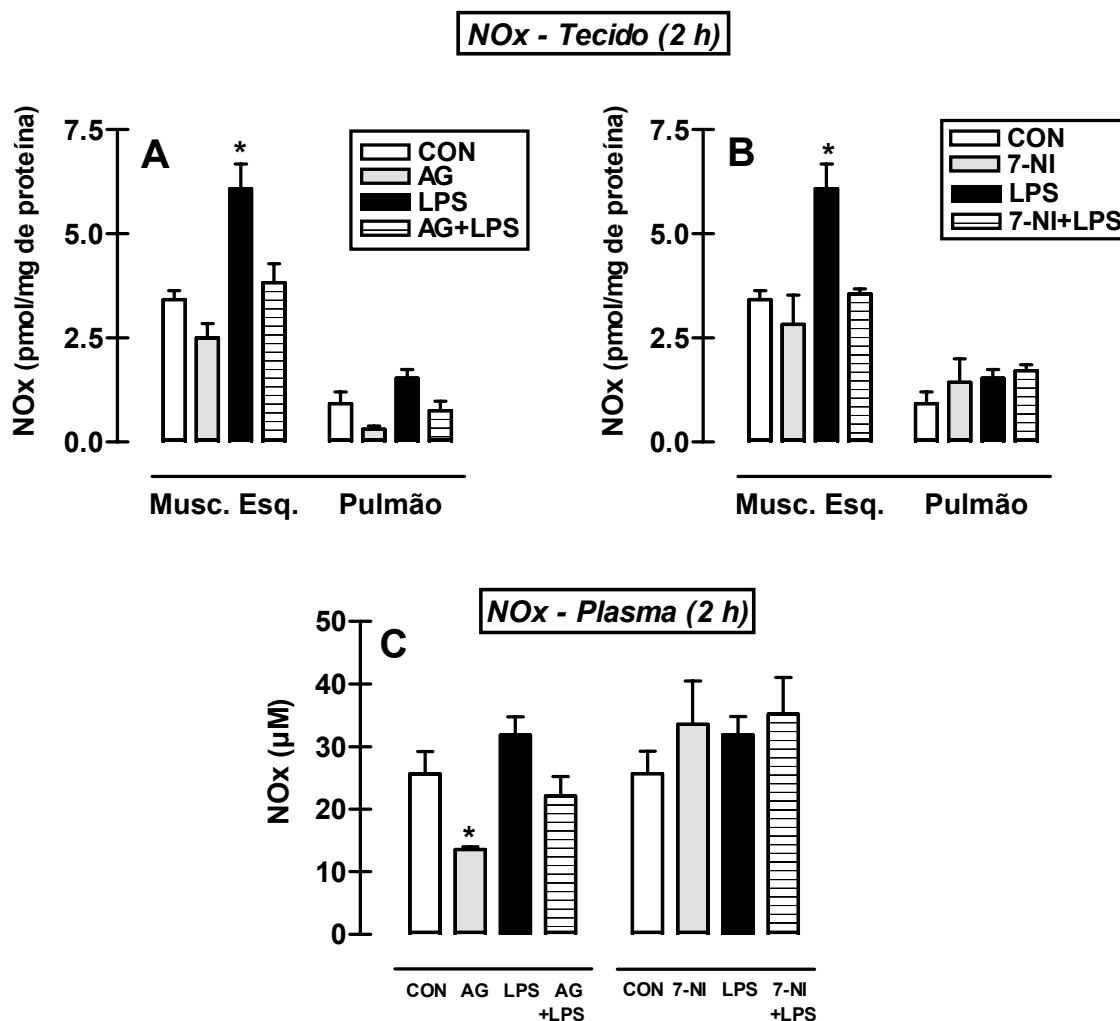 NOx - Tecido (2 h)
NOx (pmol/mg de proteína)
7.5
5.0
2.5
0.0
A
*
CON
AG
LPS
AG+LPS
Musc. Esq.
Pulmão
NOx (pmol/mg de proteína)
7.5
5.0
2.5
0.0
B
*
CON
7-NI
LPS
7-NI+LPS
Musc. Esq.
Pulmão
NOx - Plasma (2 h)
NOx (µM)
50
40
30
20
10
0
C
*
CON
AG
LPS
AG
+LPS
CON
7-NI
LPS
7-NI
+LPS